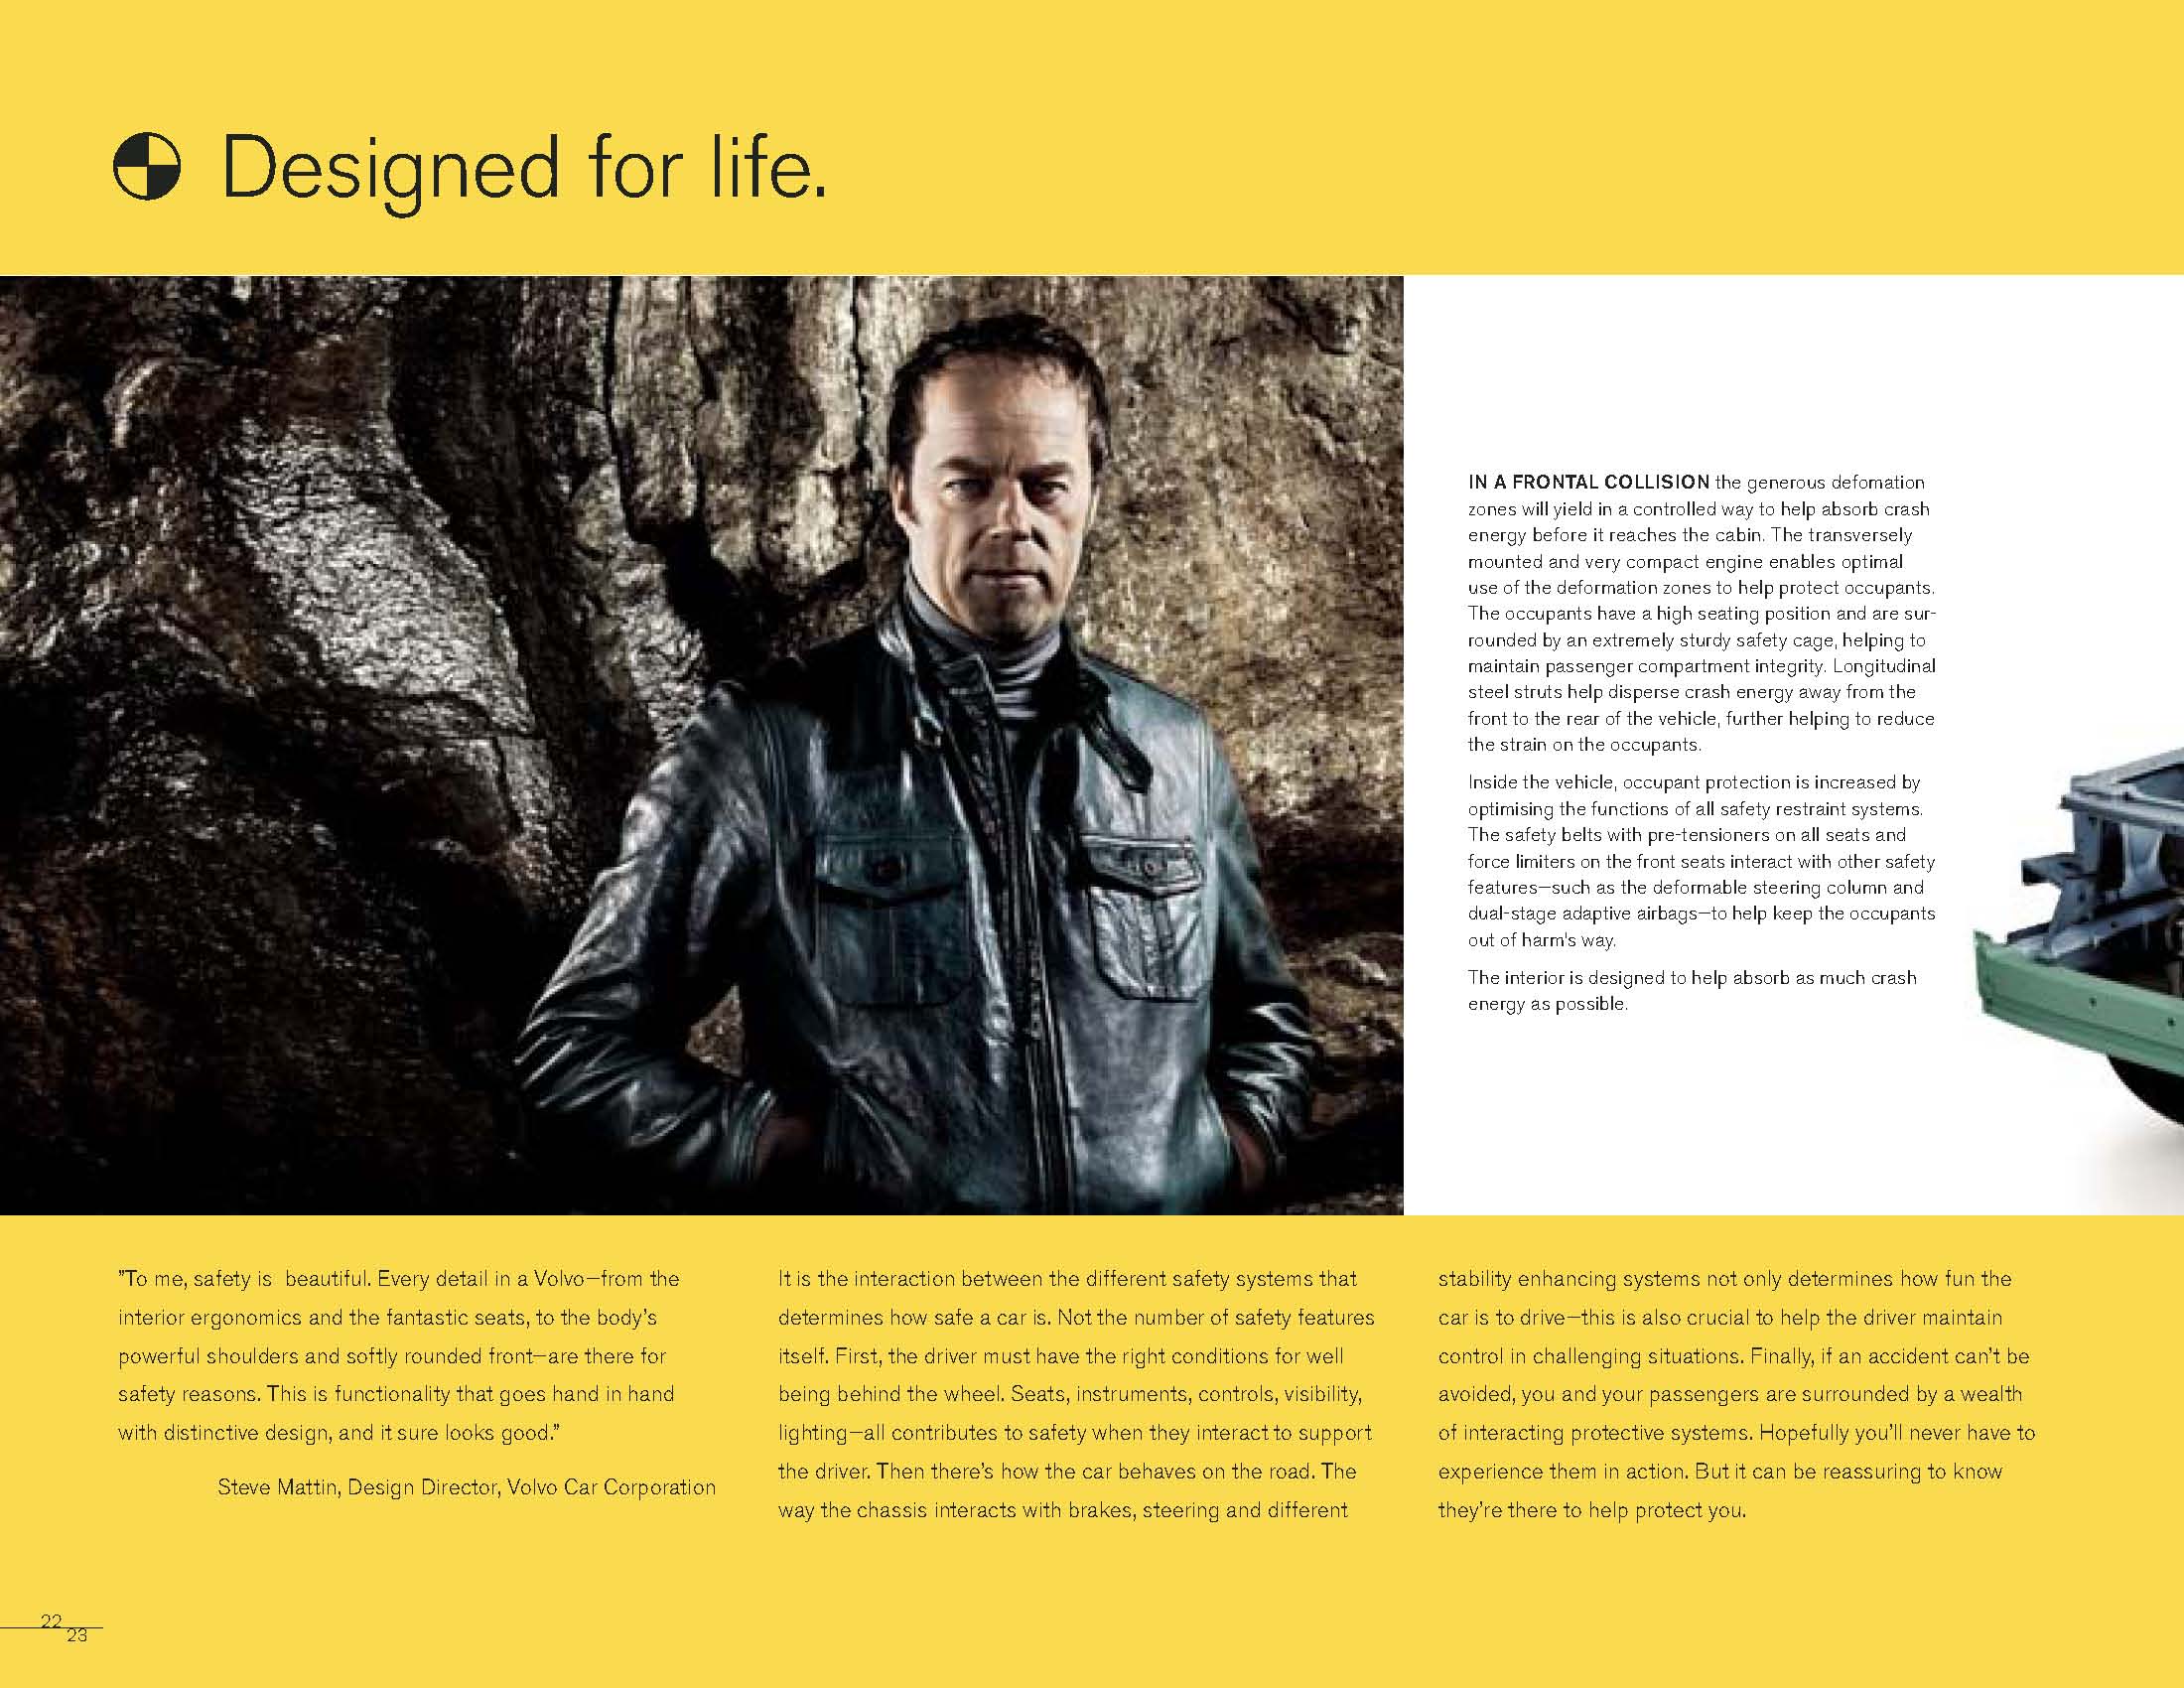 Designed for life.
IN A FRONTAL COLLISION the generous defomation
zones will yield in a controlled way to help absorb crash
energy before it reaches the cabin. The transversely
mounted and very compact engine enables optimal
use of the deformation zones to help protect occupants.
The occupants have a high seating position and are sur-
rounded by an extremely sturdy safety cage, helping to
maintain passenger compartment integrity. Longitudinal
steel struts help disperse crash energy away from the
front to the rear of the vehicle, further helping to reduce
the strain on the occupants.
Inside the vehicle, occupant protection is increased by
optimising the functions of all safety restraint systems.
The safety belts with pre-tensioners on all seats and
force limiters on the front seats interact with other safety
features—such as the deformable steering column and
dual-stage adaptive airbags—to help keep the occupants
out of harm's way.
The interior is designed to help absorb as much crash
energy as possible.
”To me, safety is  beautiful. Every detail in a Volvo—from the
interior ergonomics and the fantastic seats, to the body’s
powerful shoulders and softly rounded front—are there for
safety reasons. This is functionality that goes hand in hand
with distinctive design, and it sure looks good.”
Steve Mattin, Design Director, Volvo Car Corporation
It is the interaction between the different safety systems that
determines how safe a car is. Not the number of safety features
itself. First, the driver must have the right conditions for well
being behind the wheel. Seats, instruments, controls, visibility,
lighting—all contributes to safety when they interact to support
the driver. Then there’s how the car behaves on the road. The
way the chassis interacts with brakes, steering and different
stability enhancing systems not only determines how fun the
car is to drive—this is also crucial to help the driver maintain
control in challenging situations. Finally, if an accident can’t be
avoided, you and your passengers are surrounded by a wealth
of interacting protective systems. Hopefully you’ll never have to
experience them in action. But it can be reassuring to know
they’re there to help protect you.
22
23